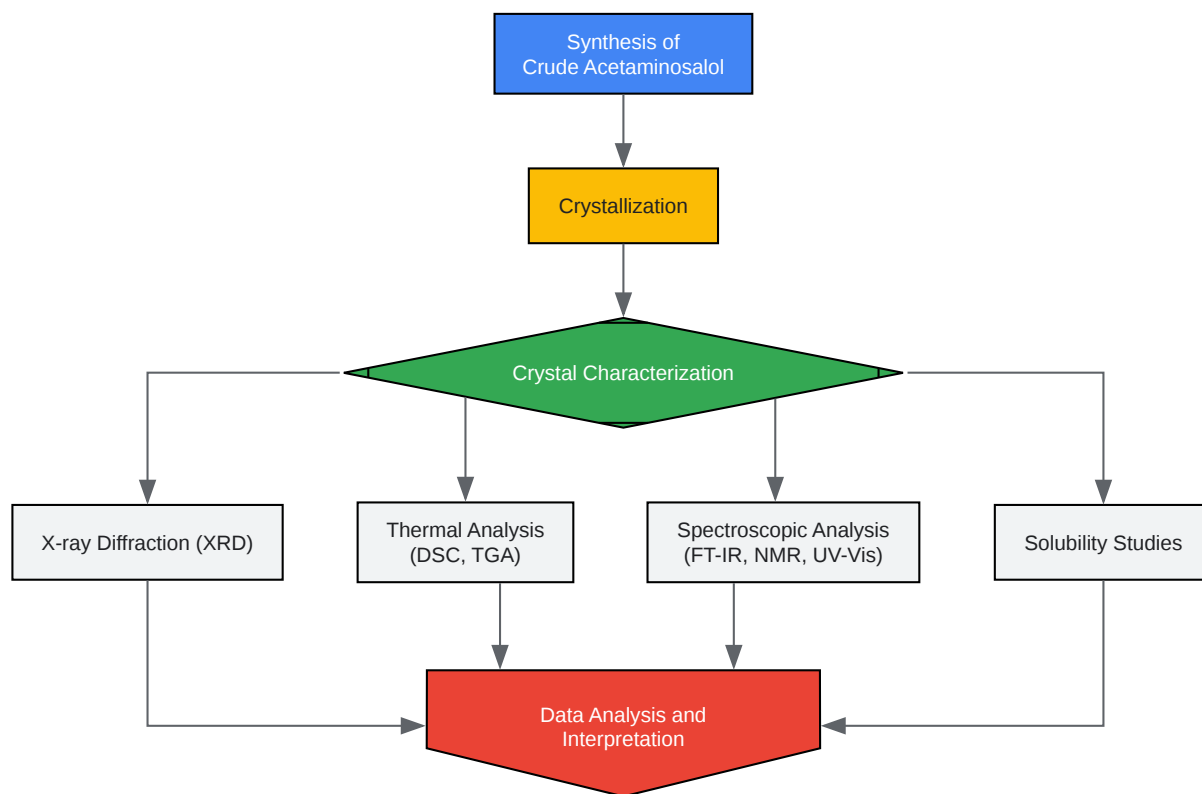 Synthesis of
Crude Acetaminosalol
Crystallization
Crystal Characterization
X-ray Diffraction (XRD)
Thermal Analysis
(DSC, TGA)
Spectroscopic Analysis
(FT-IR, NMR, UV-Vis)
Solubility Studies
Data Analysis and
Interpretation